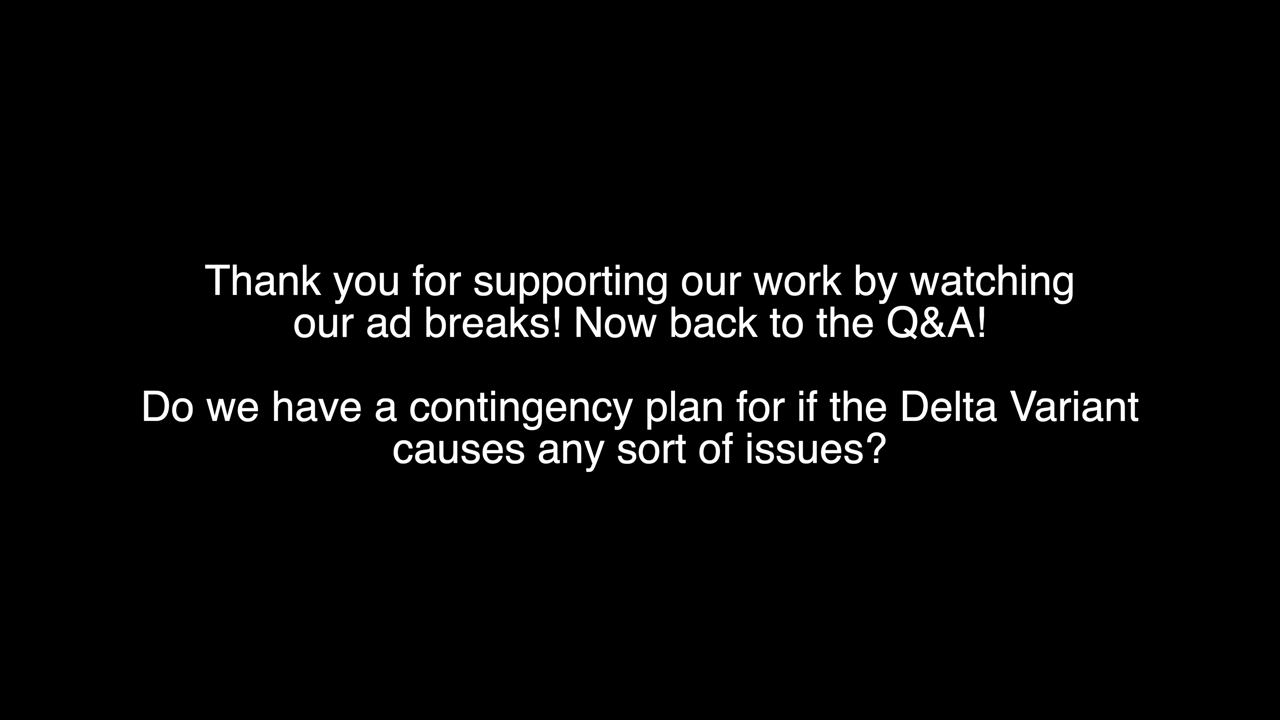 Thank you for supporting our work by watching
our ad breaks! Now back to the Q&A!
Do we have a contingency plan for if the Delta Variant
causes any sort of issues?